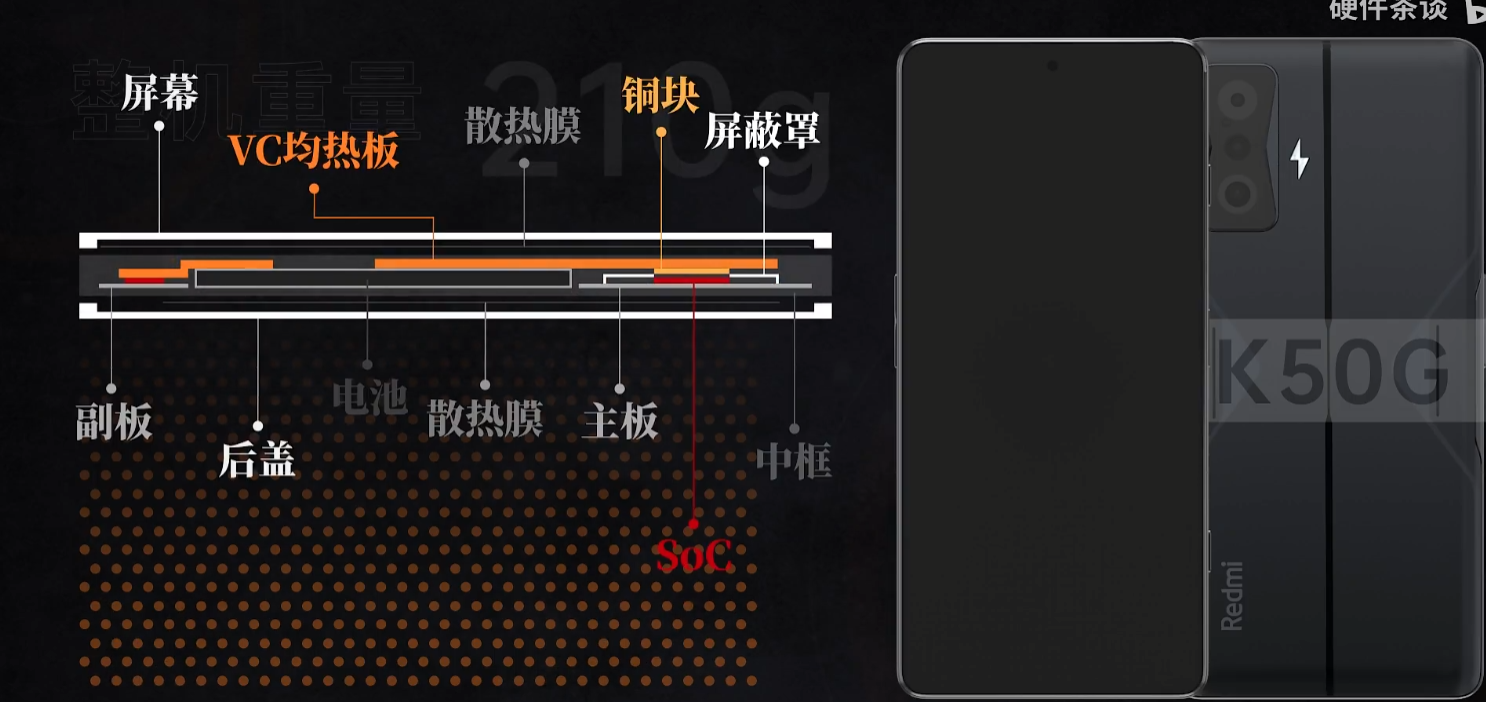 硬件茶谈
整机重量
210g
屏幕
VC均热板
散热膜
铜块
屏蔽罩
副板
后盖
电池
散热膜
主板
中框
SoC
K50G
Redmi